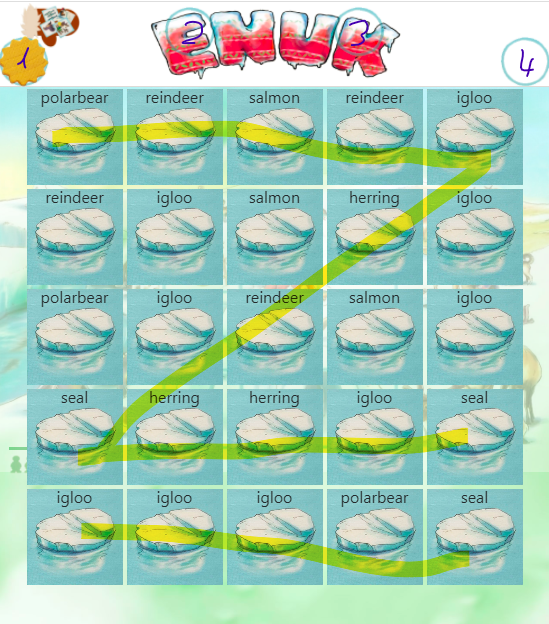 1 2 3 4
ENUK
polarbear reindeer salmon reindeer igloo
reindeer igloo salmon herring igloo
polarbear igloo reindeer salmon igloo
seal herring herring igloo seal
igloo igloo igloo polarbear seal